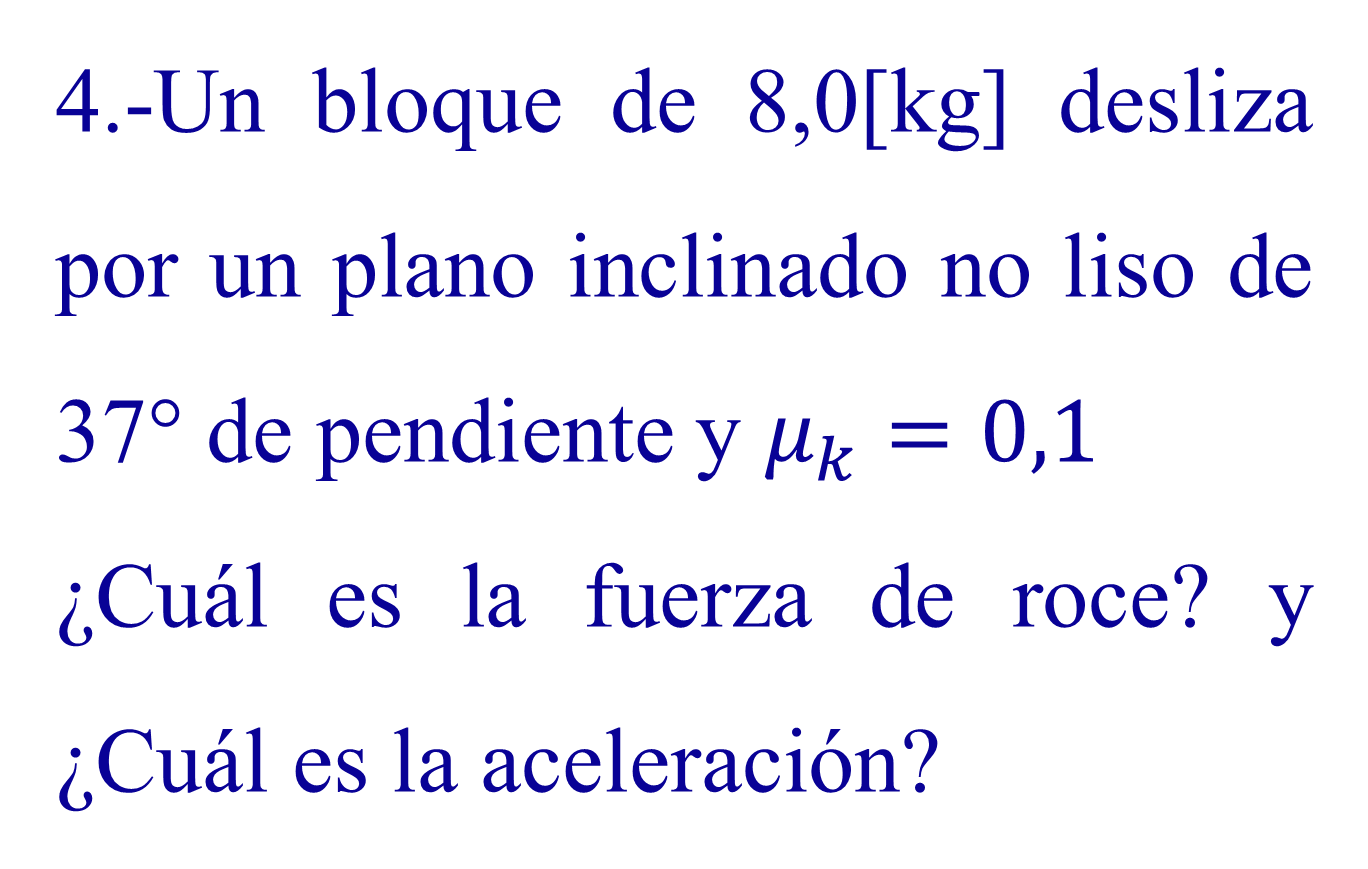 4.-Un bloque de 8,0[kg] desliza
por un plano inclinado no liso de
37° de pendiente y 𝜇𝑘 = 0,1
¿Cuál es la fuerza de roce? y
¿Cuál es la aceleración?